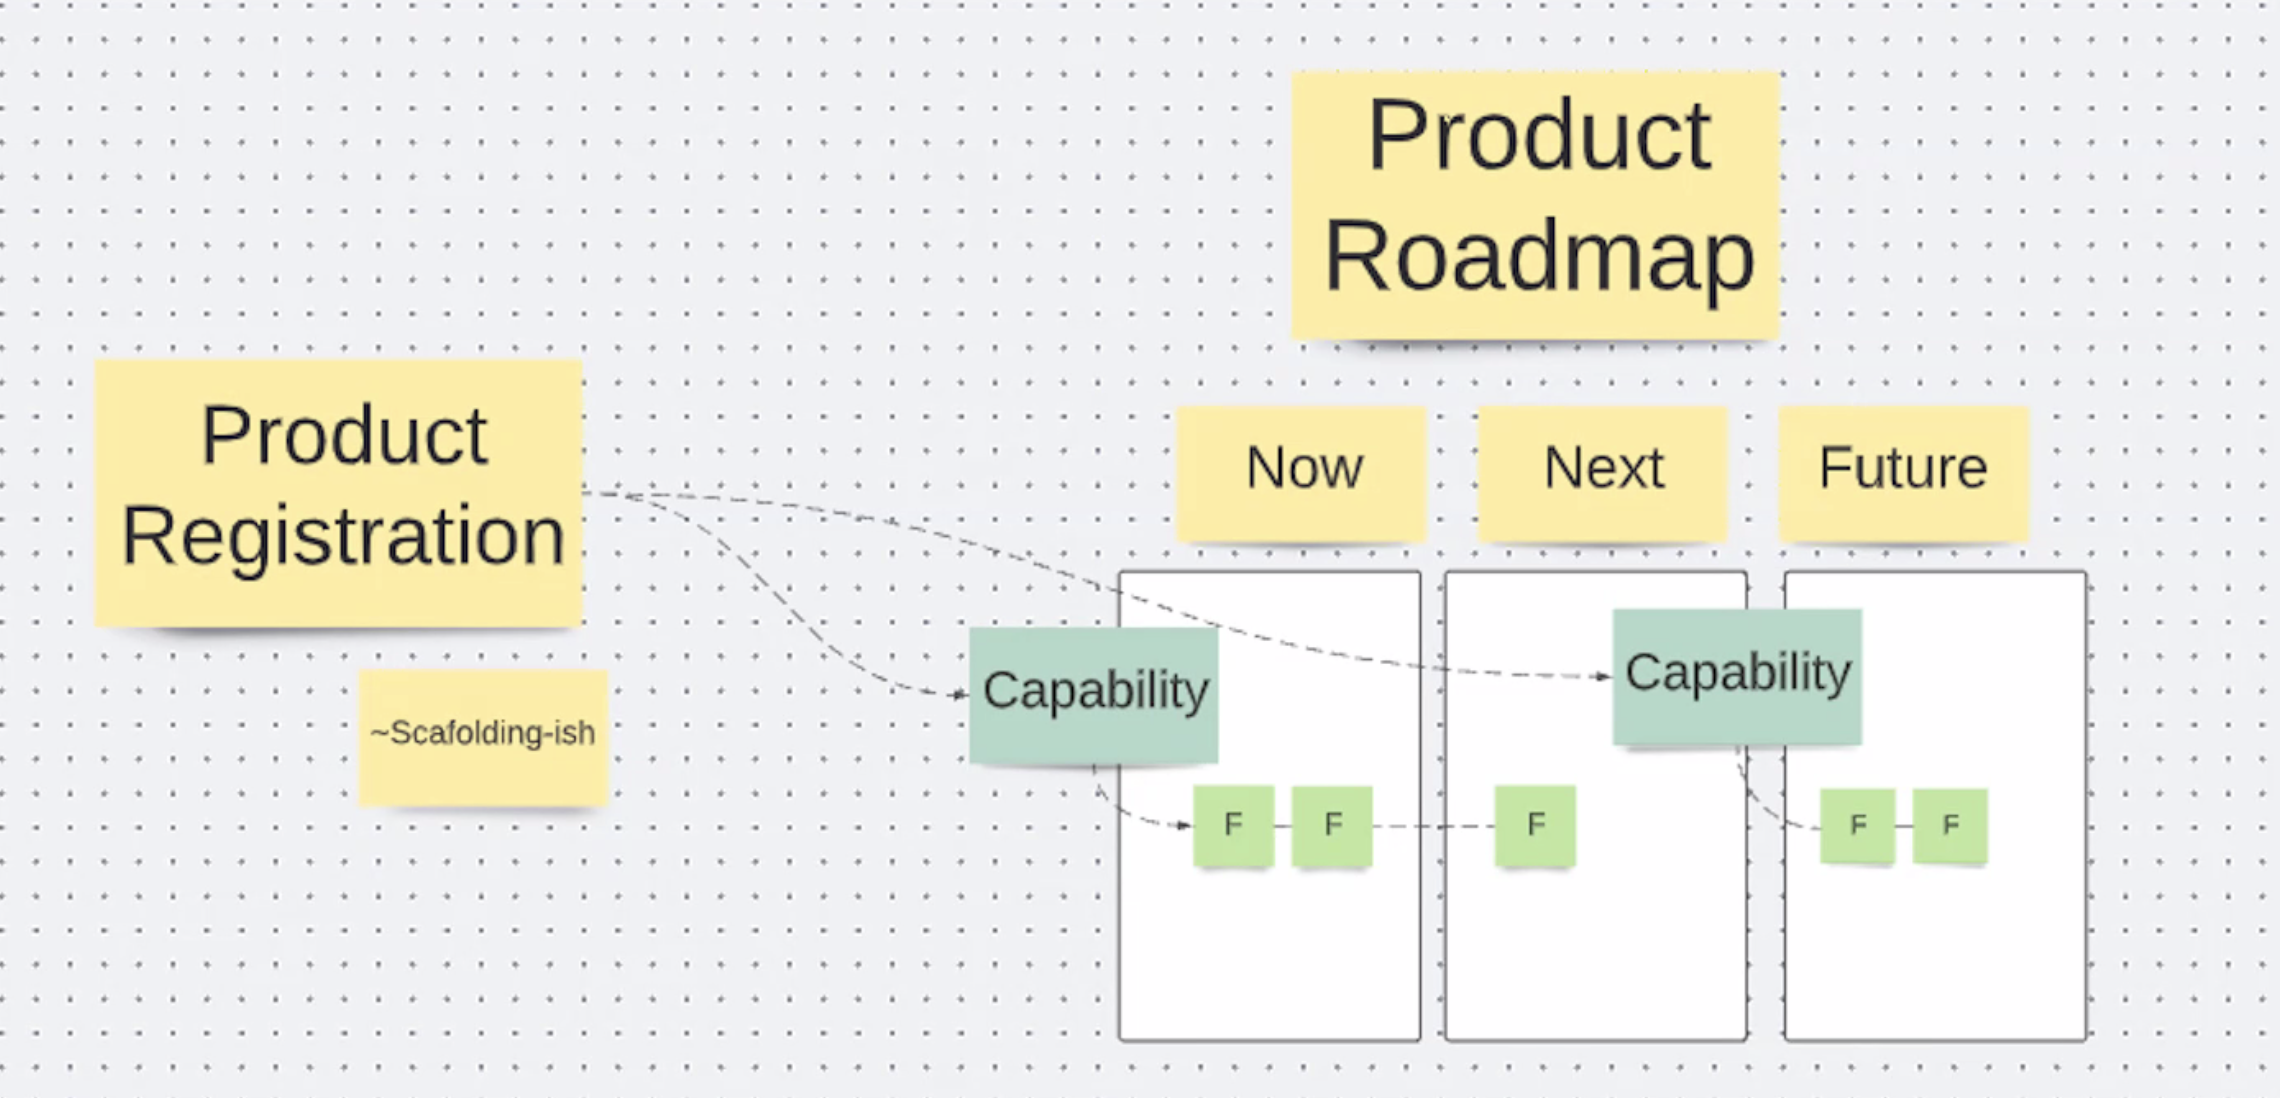 Product
Roadmap
Product
Registration
~Scafolding-ish
Now
Next
Future
Capability
Capability
F
F
F
F
F